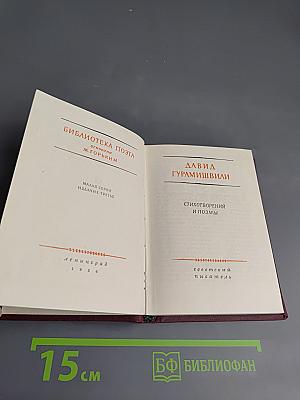 БИБЛИОТЕКА ПОЭТА
ОСНОВАНА
М. ГОРЬКИМ
МАЛАЯ СЕРИЯ
ИЗДАНИЕ ТРЕТЬЕ
ленинград
ДАВИД
ГУРАМИШВИЛИ
СТИХОТВОРЕНИЯ
И ПОЭМЫ
советский
писатель
15 см
БФ БИБЛИОФАН